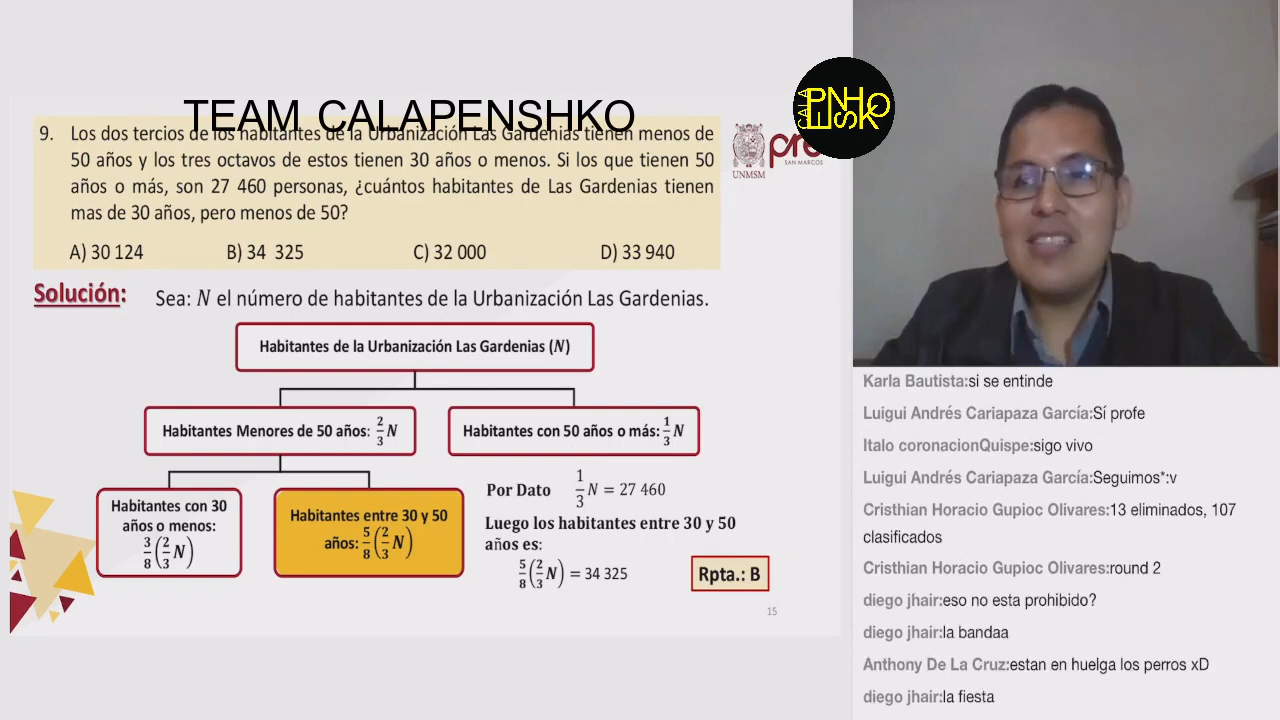 TEAM CALAPENSHKO
9. Los dos tercios de los habitantes de la Urbanización Las Gardenias tienen menos de
50 años y los tres octavos de estos tienen 30 años o menos. Si los que tienen 50
años o más, son 27 460 personas, ¿cuántos habitantes de Las Gardenias tienen
mas de 30 años, pero menos de 50?
A) 30 124 B) 34 325 C) 32 000 D) 33 940
UNMSM
pre
SAN MARCOS
CALA
PENSHKO
Solución:
Sea: N el número de habitantes de la Urbanización Las Gardenias.
Habitantes de la Urbanización Las Gardenias (N)
Habitantes Menores de 50 años: 2/3 N
Habitantes con 50 años o más: 1/3 N
Habitantes con 30
años o menos:
3/8 (2/3 N)
Habitantes entre 30 y 50
años: 5/8 (2/3 N)
Por Dato 1/3 N = 27 460
Luego los habitantes entre 30 y 50
años es:
5/8 (2/3 N) = 34 325
Rpta.: B
15
Karla Bautista:si se entinde
Luigui Andrés Cariapaza García:Sí profe
Italo coronacionQuispe:sigo vivo
Luigui Andrés Cariapaza García:Seguimos*:v
Cristhian Horacio Gupioc Olivares:13 eliminados, 107
clasificados
Cristhian Horacio Gupioc Olivares:round 2
diego jhair:eso no esta prohibido?
diego jhair:la bandaa
Anthony De La Cruz:estan en huelga los perros xD
diego jhair:la fiesta